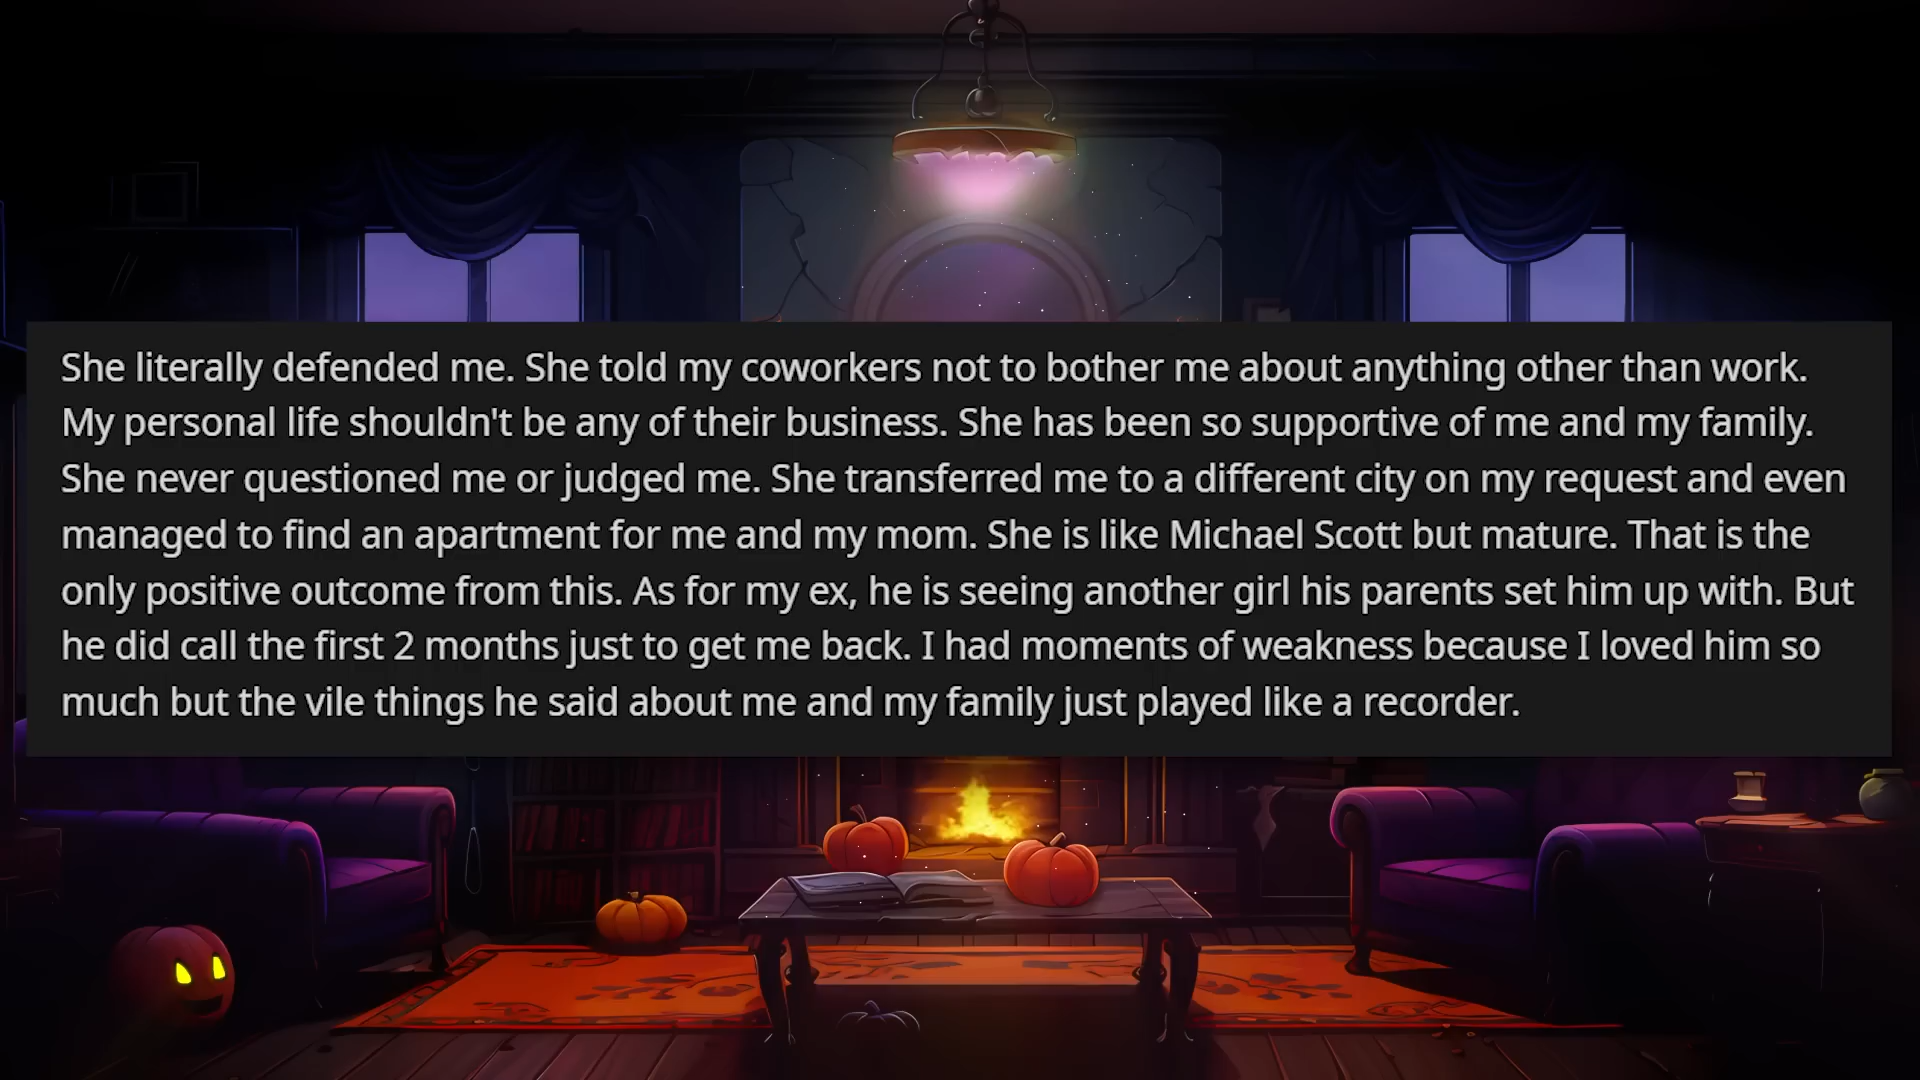 She literally defended me. She told my coworkers not to bother me about anything other than work.
My personal life shouldn't be any of their business. She has been so supportive of me and my family.
She never questioned me or judged me. She transferred me to a different city on my request and even
managed to find an apartment for me and my mom. She is like Michael Scott but mature. That is the
only positive outcome from this. As for my ex, he is seeing another girl his parents set him up with. But
he did call the first 2 months just to get me back. I had moments of weakness because I loved him so
much but the vile things he said about me and my family just played like a recorder.